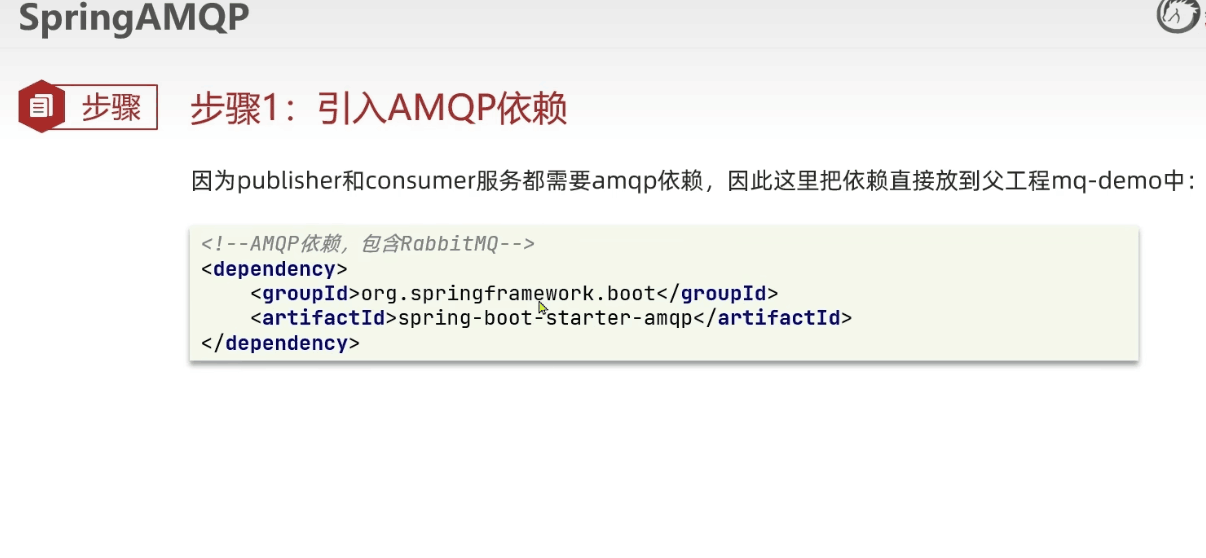 SpringAMQP
步骤
步骤1：引入AMQP依赖
因为publisher和consumer服务都需要amqp依赖，因此这里把依赖直接放到父工程mq-demo中：
<!--AMQP依赖，包含RabbitMQ-->
<dependency>
    <groupId>org.springframework.boot</groupId>
    <artifactId>spring-boot-starter-amqp</artifactId>
</dependency>